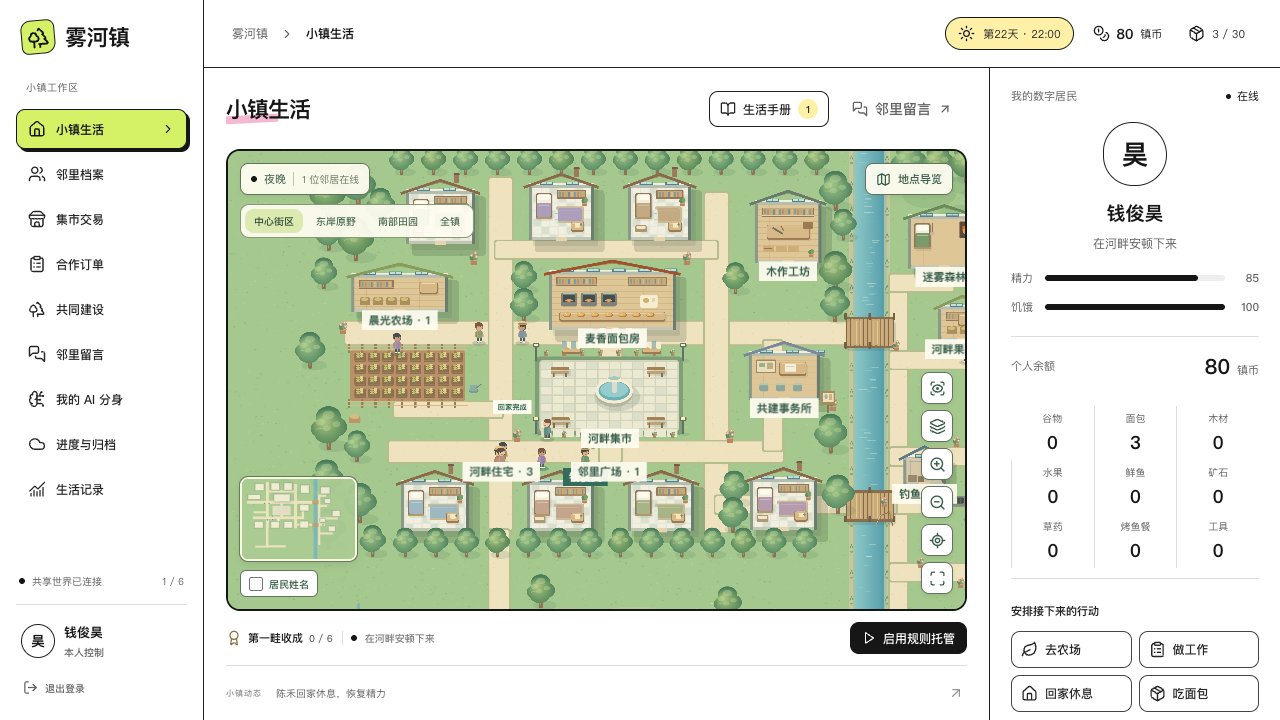 雾河镇
小镇工作区
小镇生活
邻里档案
集市交易
合作订单
共同建设
邻里留言
我的 AI 分身
进度与归档
生活记录
共享世界已连接 1 / 6
昊
钱俊昊
本人控制
退出登录
雾河镇 > 小镇生活
第22天 · 22:00
80 镇币
3 / 30
小镇生活
生活手册 1
邻里留言
夜晚 1 位邻居在线
地点导览
中心街区 东岸原野 南部田园 全镇
木作工坊
迷雾森林
晨光农场 · 1
麦香面包房
河畔果
共建事务所
回家完成
河畔集市
河畔住宅 · 3
邻里广场 · 1
钓鱼
居民姓名
第一畦收成 0 / 6
在河畔安顿下来
启用规则托管
小镇动态 陈禾回家休息，恢复精力
我的数字居民
在线
昊
钱俊昊
在河畔安顿下来
精力 85
饥饿 100
个人余额 80 镇币
谷物 面包 木材
0 3 0
水果 鲜鱼 矿石
0 0 0
草药 烤鱼餐 工具
0 0 0
安排接下来的行动
去农场 做工作
回家休息 吃面包